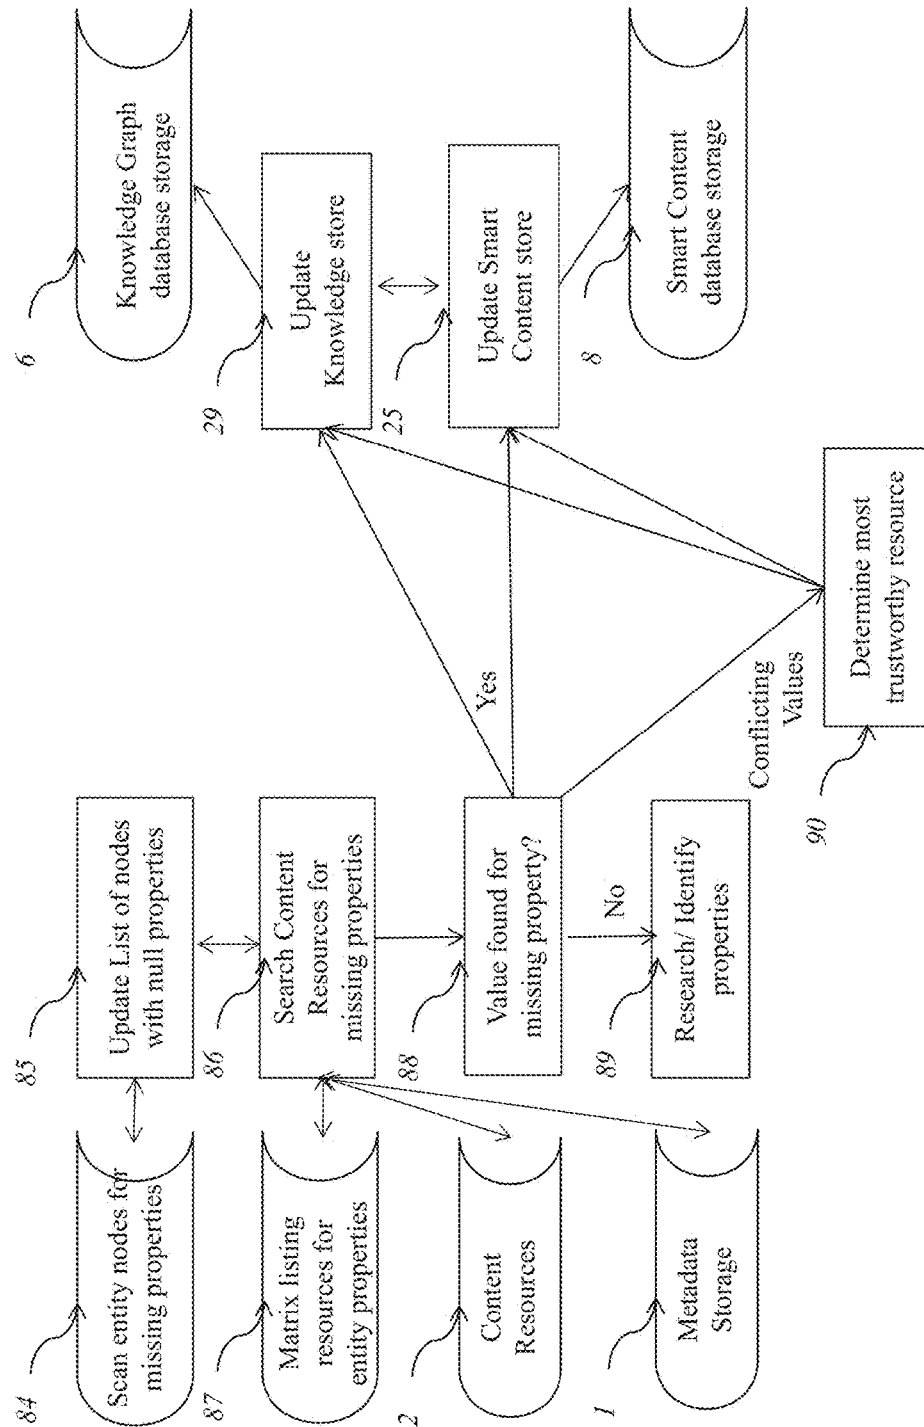 84
Scan entity nodes for
missing properties
85
Update List of nodes
with null properties
6
Knowledge Graph
database storage
87
Matrix listing
resources for
entity properties
86
Search Content
Resources for
missing properties
29
Update
Knowledge store
2
Content
Resources
88
Value found for
missing property?
Yes
25
Update Smart
Content store
1
Metadata
Storage
No
89
Research/ Identify
properties
Conflicting
Values
8
Smart Content
database storage
90
Determine most
trustworthy resource